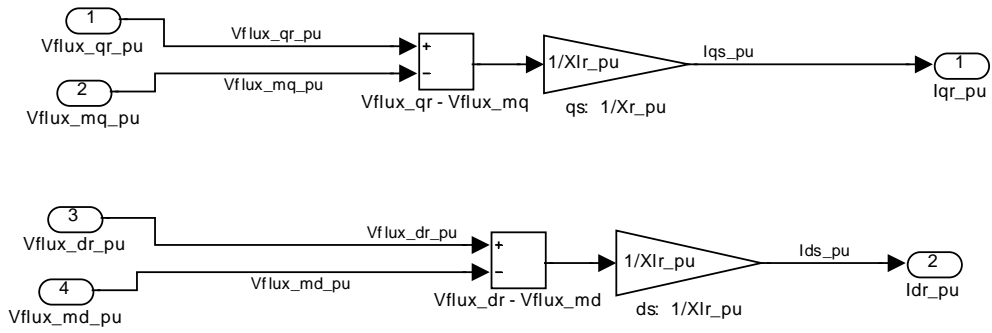 1
Vflux_qr_pu
Vflux_qr_pu
+
−
2
Vflux_mq_pu
Vflux_mq_pu
Vflux_qr - Vflux_mq
1/Xlr_pu
qs: 1/Xr_pu
Iqs_pu
1
Iqr_pu
3
Vflux_dr_pu
Vflux_dr_pu
+
−
4
Vflux_md_pu
Vflux_md_pu
Vflux_dr - Vflux_md
1/Xlr_pu
ds: 1/Xlr_pu
Ids_pu
2
Idr_pu